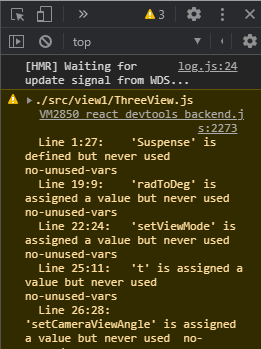 3
top
[HMR] Waiting for log.js:24
update signal from WDS...
./src/view1/ThreeView.js
VM2850 react_devtools_backend.j
s:2273
Line 1:27: 'Suspense' is
defined but never used
no-unused-vars
Line 19:9: 'radToDeg' is
assigned a value but never used
no-unused-vars
Line 22:24: 'setViewMode' is
assigned a value but never used
no-unused-vars
Line 25:11: 't' is assigned a
value but never used
no-unused-vars
Line 26:28:
'setCameraViewAngle' is assigned
a value but never used no-